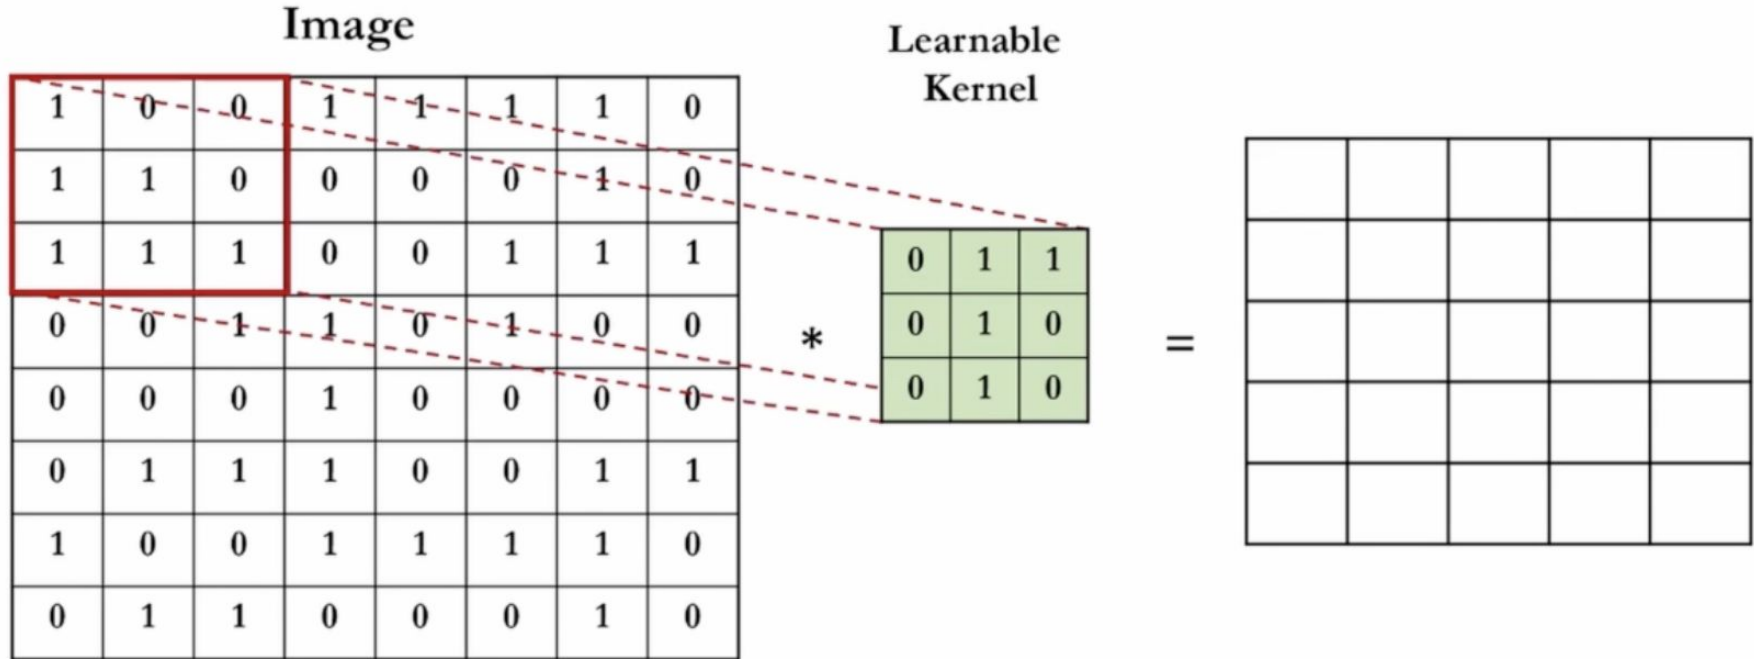 Image
Learnable
Kernel
1 0 0 1 1 1 1 0
1 1 0 0 0 0 1 0
1 1 1 0 0 1 1 1
0 0 1 1 0 1 0 0
0 0 0 1 0 0 0 0
0 1 1 1 0 0 1 1
1 0 0 1 1 1 1 0
0 1 1 0 0 0 1 0
*
0 1 1
0 1 0
0 1 0
=